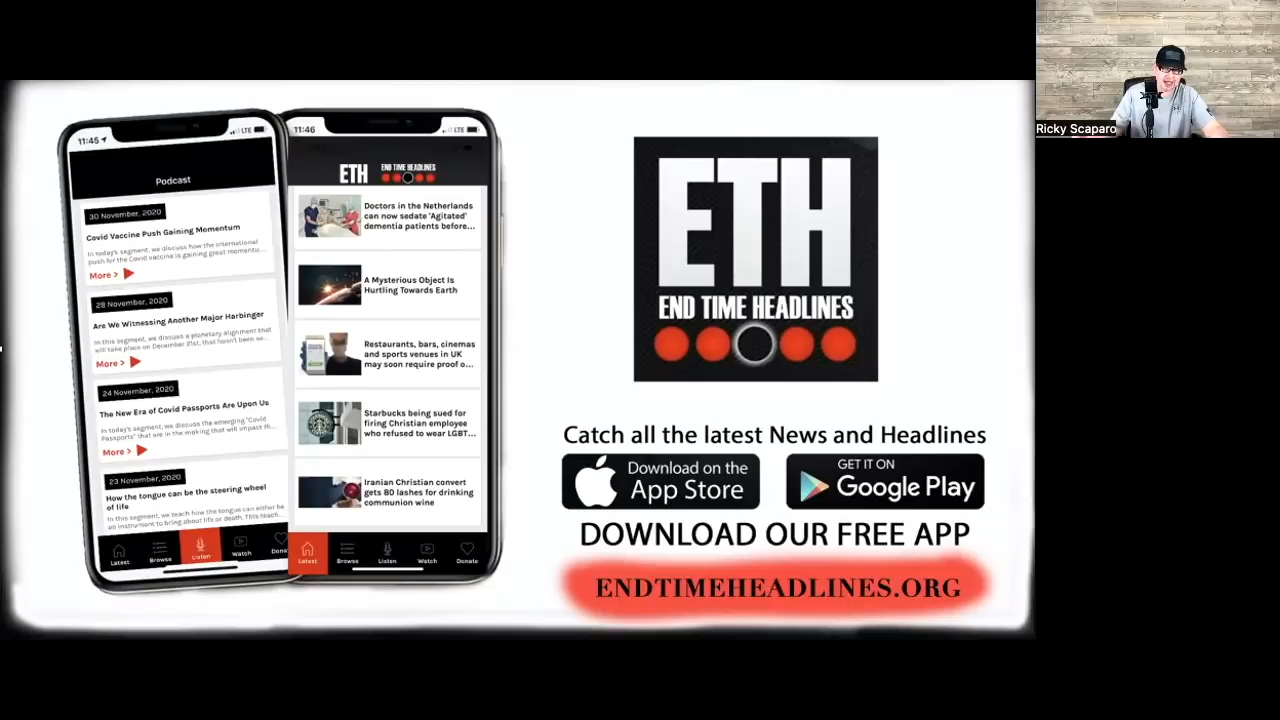 11:45
LTE
Podcast
30 November, 2020
Covid Vaccine Push Gaining Momentum
In today's segment, we discuss how the international
push for the Covid vaccine is gaining great momentu...
More >
28 November, 2020
Are We Witnessing Another Major Harbinger
In this segment, we discuss a planetary alignment that
will take place on December 21st, that hasn't been se...
More >
24 November, 2020
The New Era of Covid Passports Are Upon Us
In today's segment, we discuss the emerging "Covid
Passports" that are in the making that will impact th...
More >
23 November, 2020
How the tongue can be the steering wheel
of life
In this segment, we teach how the tongue can either be
an instrument to bring about life or death. This teach...
Latest
Browse
Listen
Watch
Dona
11:46
LTE
ETH
END TIME HEADLINES
Doctors in the Netherlands
can now sedate 'Agitated'
dementia patients before...
A Mysterious Object Is
Hurtling Towards Earth
Restaurants, bars, cinemas
and sports venues in UK
may soon require proof o...
Starbucks being sued for
firing Christian employee
who refused to wear LGBT...
Iranian Christian convert
gets 80 lashes for drinking
communion wine
Latest
Browse
Listen
Watch
Donate
ETH
END TIME HEADLINES
Catch all the latest News and Headlines
Download on the
App Store
GET IT ON
Google Play
DOWNLOAD OUR FREE APP
ENDTIMEHEADLINES.ORG
Ricky Scaparo